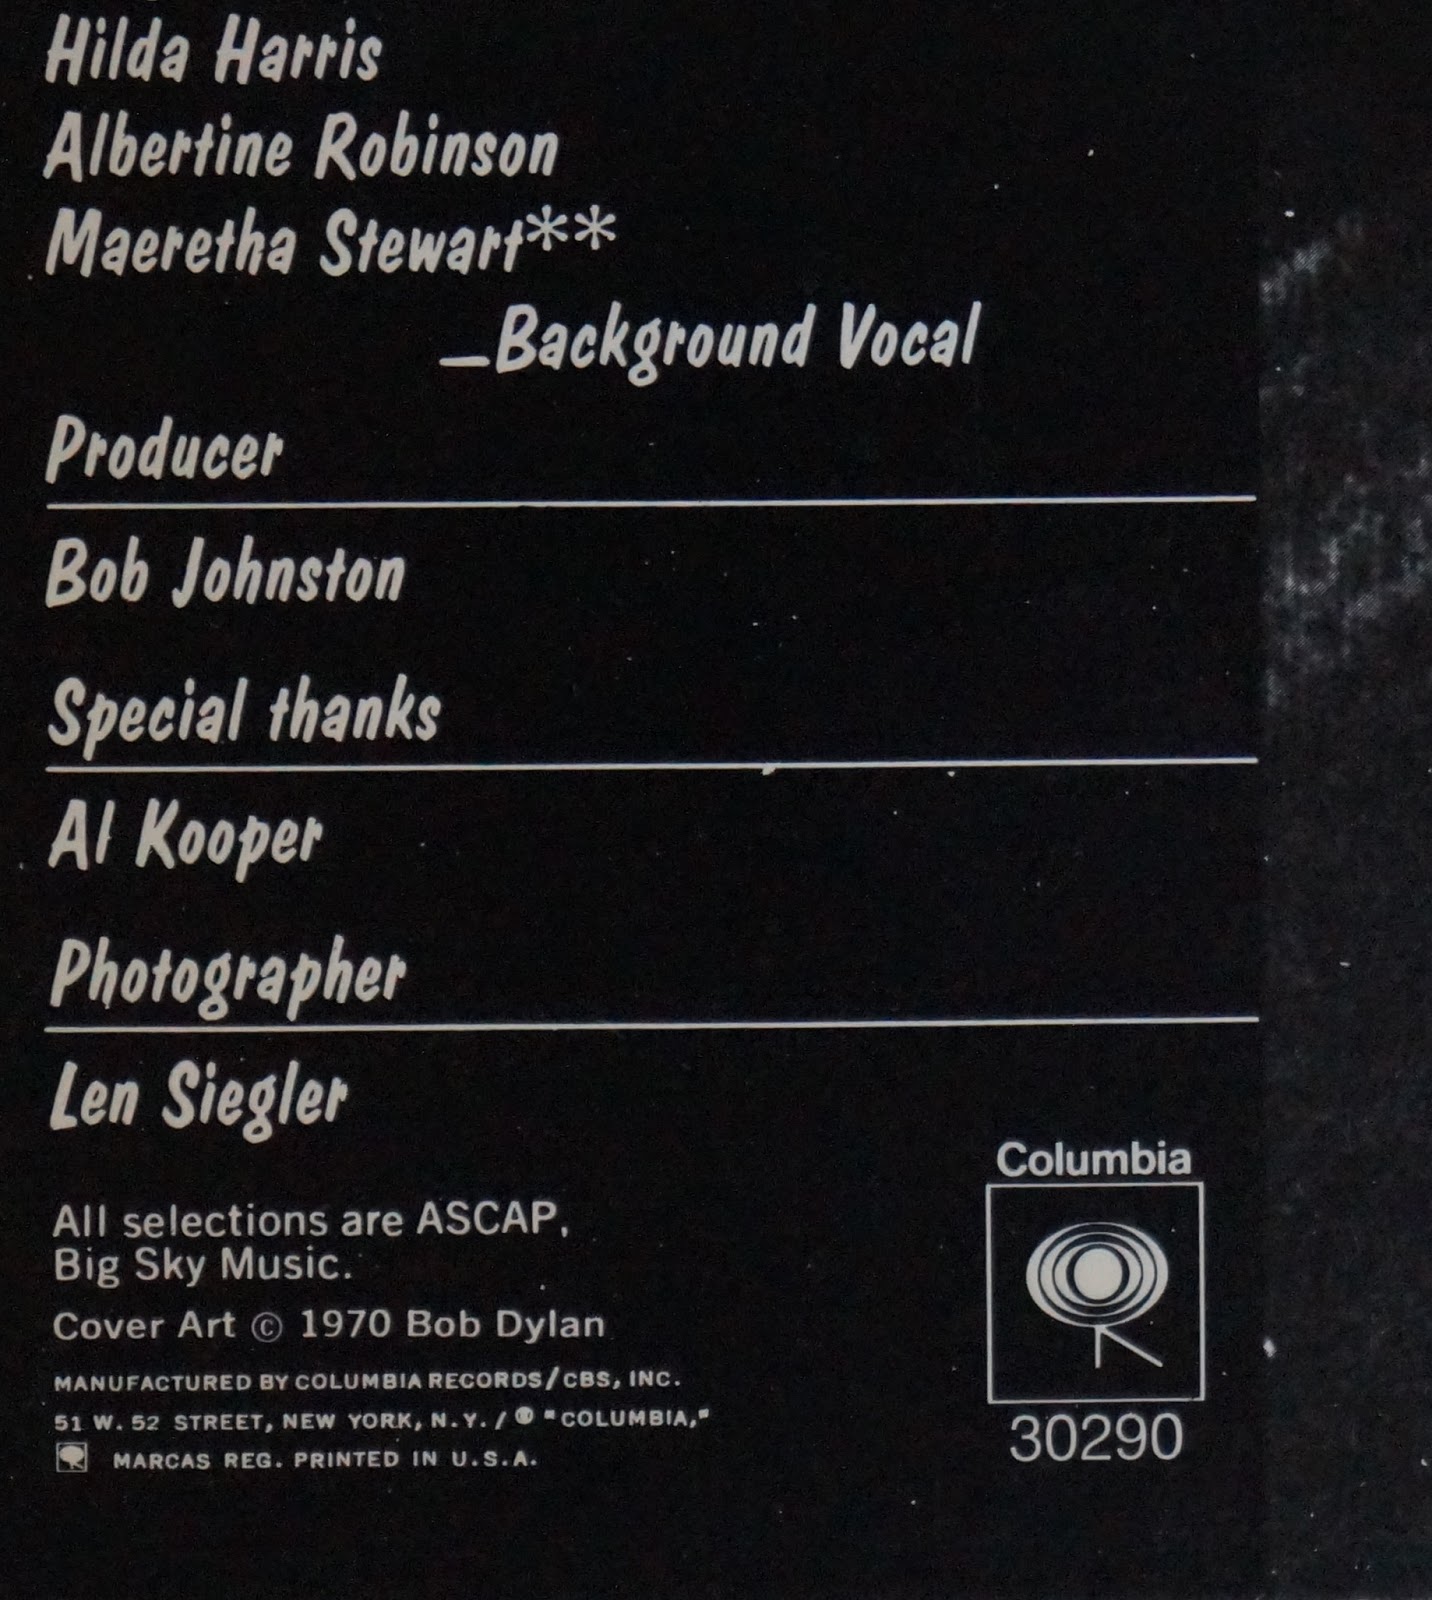 Hilda Harris
Albertine Robinson
Maeretha Stewart**
—Background Vocal
Producer
Bob Johnston
Special thanks
Al Kooper
Photographer
Len Siegler
All selections are ASCAP,
Big Sky Music.
Cover Art © 1970 Bob Dylan
MANUFACTURED BY COLUMBIA RECORDS/CBS, INC.
51 W. 52 STREET, NEW YORK, N.Y. / ® "COLUMBIA,"
MARCAS REG. PRINTED IN U.S.A.
Columbia
30290